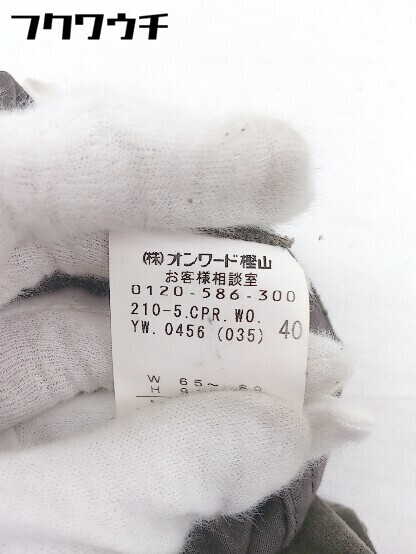 フクワウチ
(株)オンワード樫山
お客様相談室
0120-586-300
210-5.CPR.WO.
YW.0456 (035) 40
W 65～
H